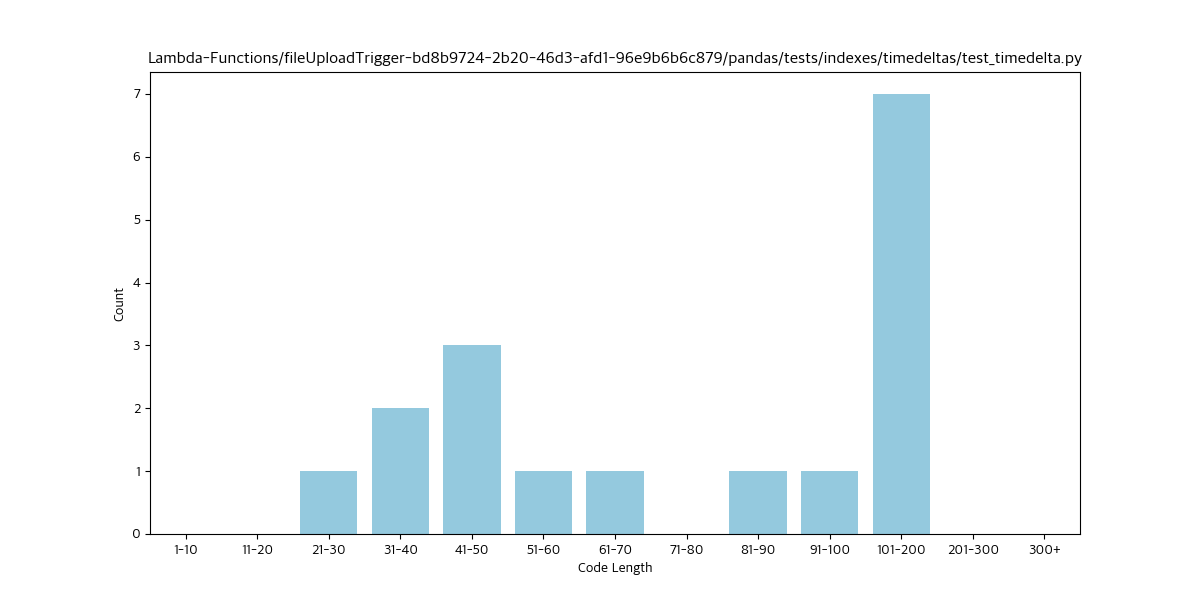 Lambda-Functions/fileUploadTrigger-bd8b9724-2b20-46d3-afd1-96e9b6b6c879/pandas/tests/indexes/timedeltas/test_timedelta.py
7
6
5
4
3
2
1
0
Count
1-10 11-20 21-30 31-40 41-50 51-60 61-70 71-80 81-90 91-100 101-200 201-300 300+
Code Length